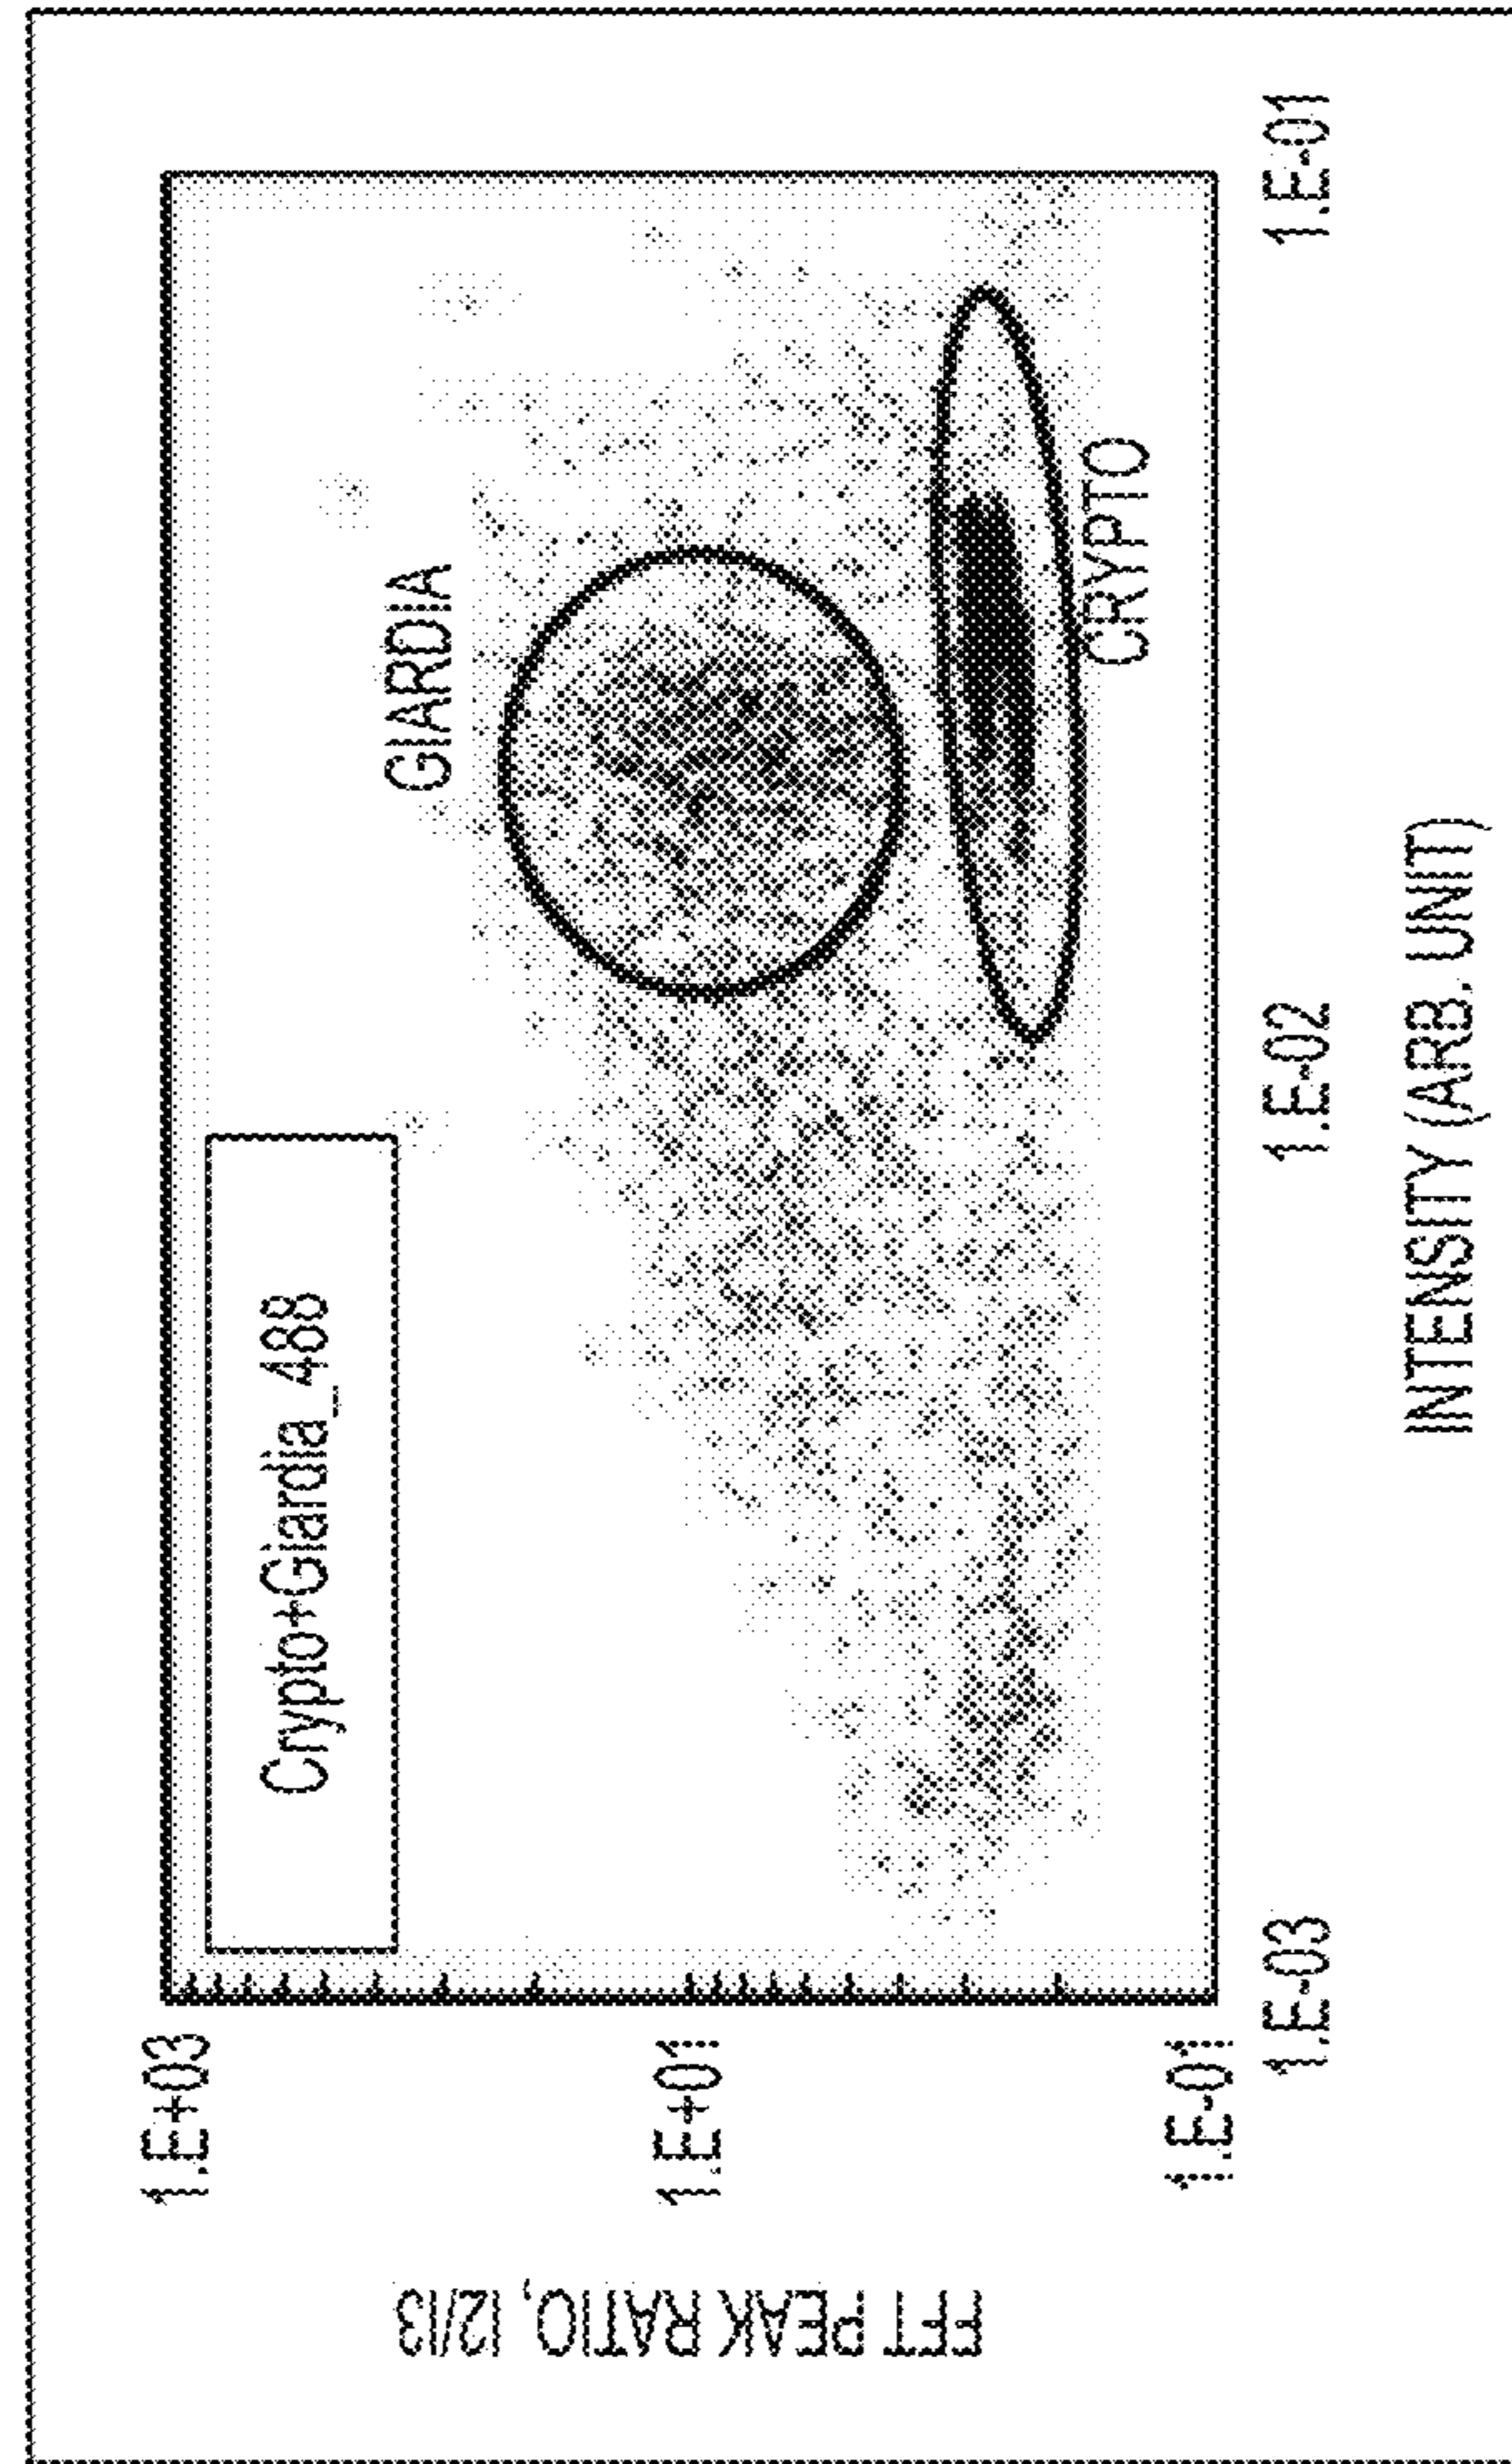 Crypto+Giardia_488
GIARDIA
CRYPTO
1.E+03
1.E+01
1.E-01
1.E-03
1.E-02
1.E-01
FFT PEAK RATIO, I2/I3
INTENSITY (ARB. UNIT)